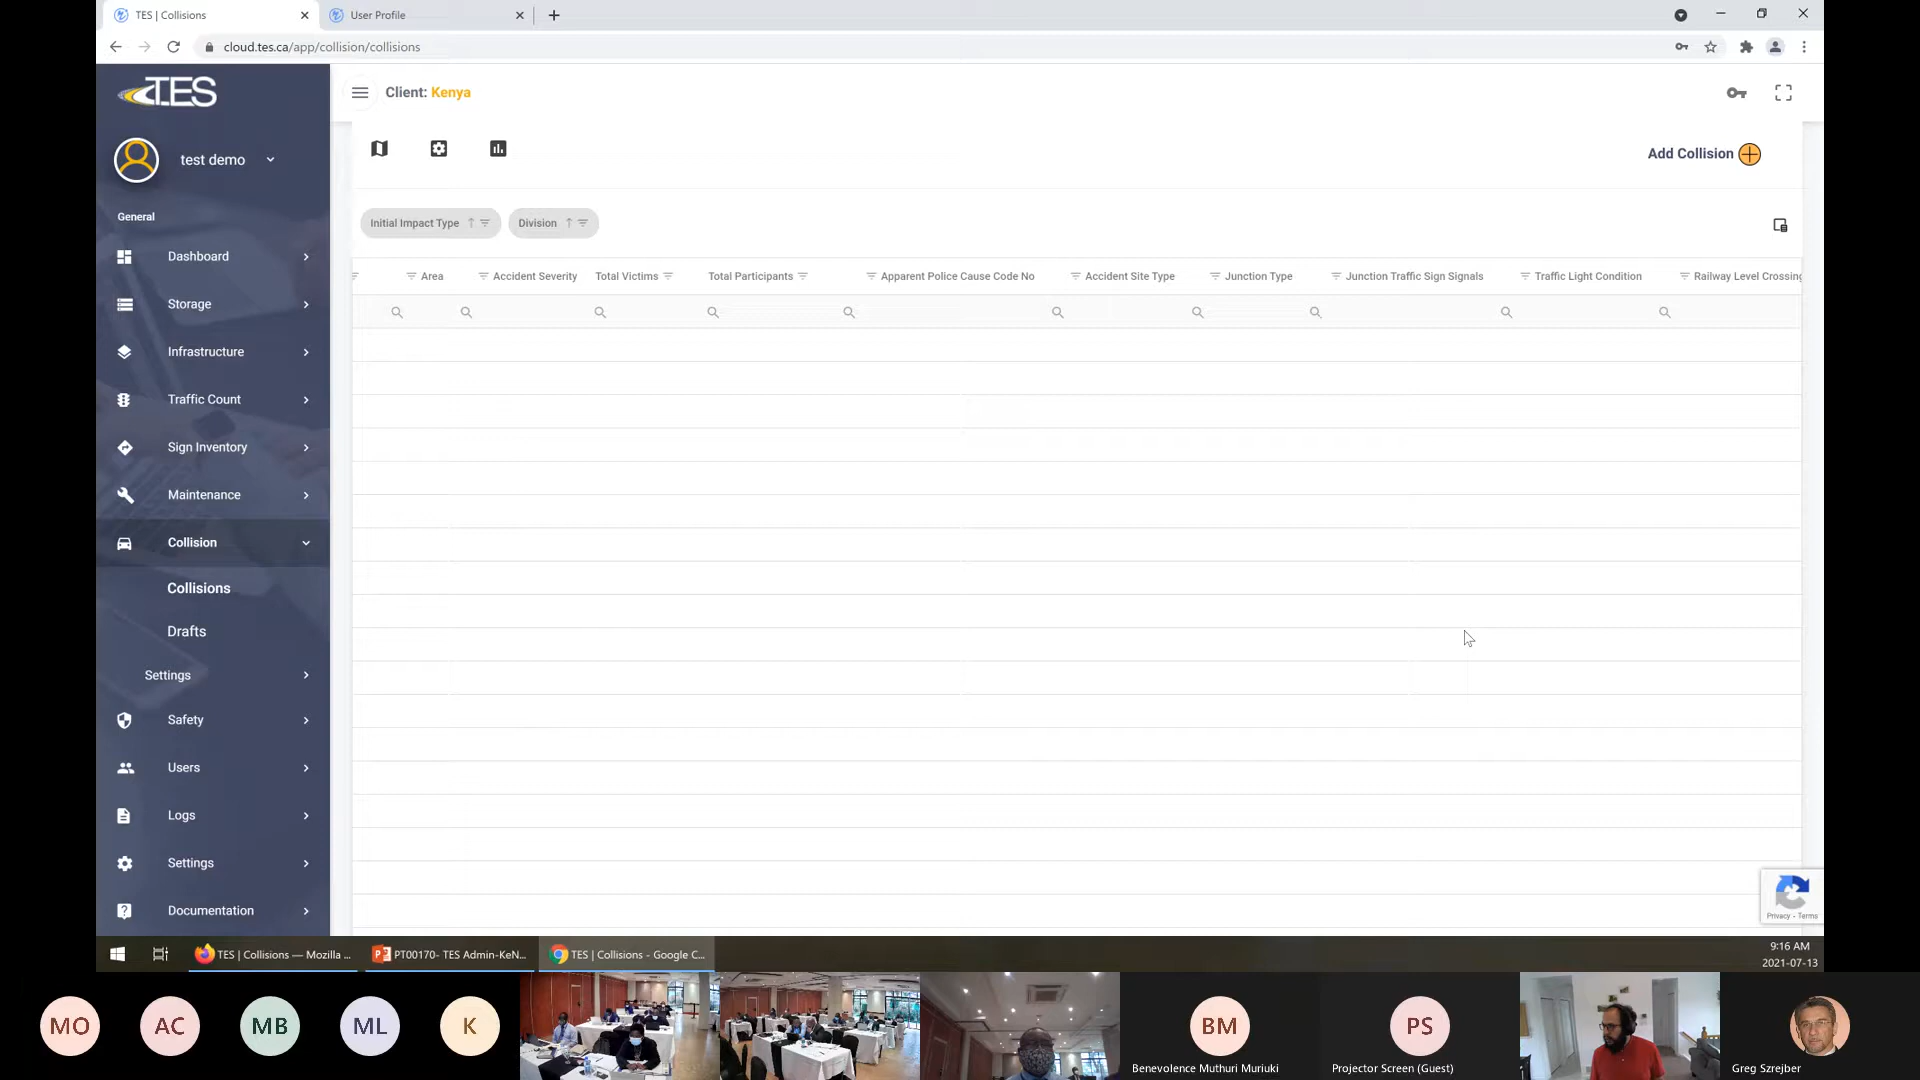 TES | Collisions
User Profile
cloud.tes.ca/app/collision/collisions
TES
Client: Kenya
test demo
Add Collision
General
Initial Impact Type
Division
Dashboard
Storage
Infrastructure
Traffic Count
Sign Inventory
Maintenance
Collision
Collisions
Drafts
Settings
Safety
Users
Logs
Settings
Documentation
Area
Accident Severity
Total Victims
Total Participants
Apparent Police Cause Code No
Accident Site Type
Junction Type
Junction Traffic Sign Signals
Traffic Light Condition
Railway Level Crossing
Privacy - Terms
TES | Collisions — Mozilla ...
PT00170- TES Admin-KeN...
TES | Collisions - Google C...
9:16 AM
2021-07-13
MO
AC
MB
ML
K
BM
PS
Benevolence Muthuri Muriuki
Projector Screen (Guest)
Greg Szrejber